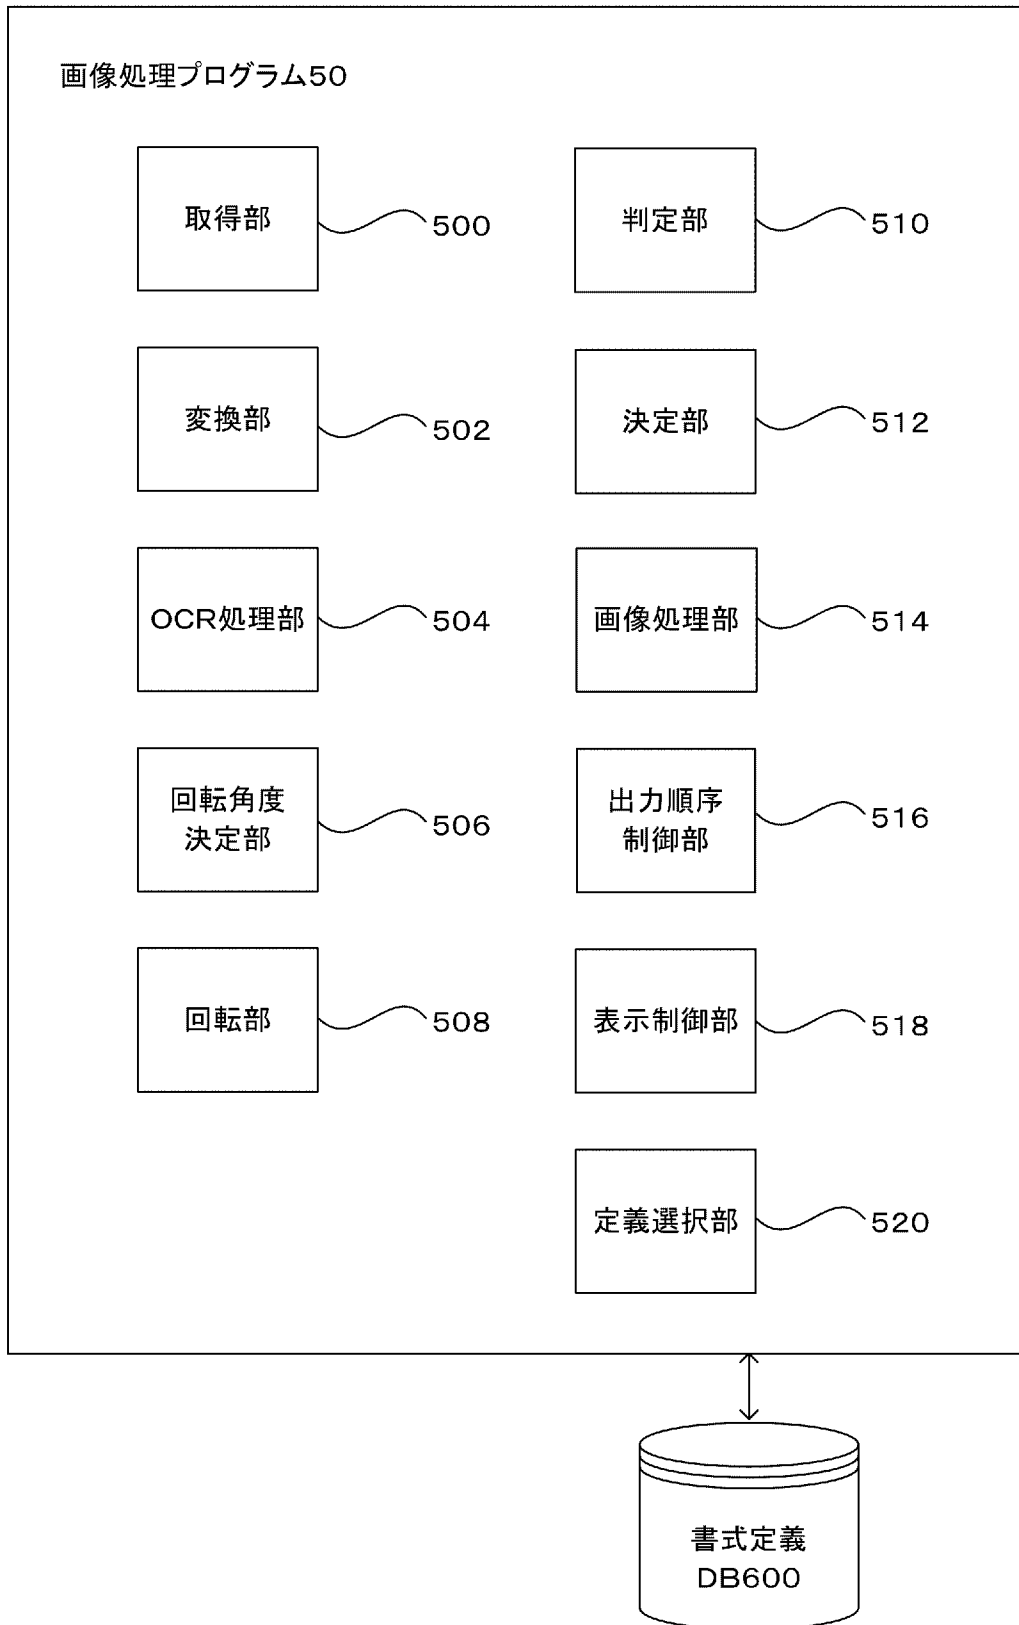 画像処理プログラム50
取得部
500
変換部
502
OCR処理部
504
回転角度
決定部
506
回転部
508
判定部
510
決定部
512
画像処理部
514
出力順序
制御部
516
表示制御部
518
定義選択部
520
書式定義
DB600